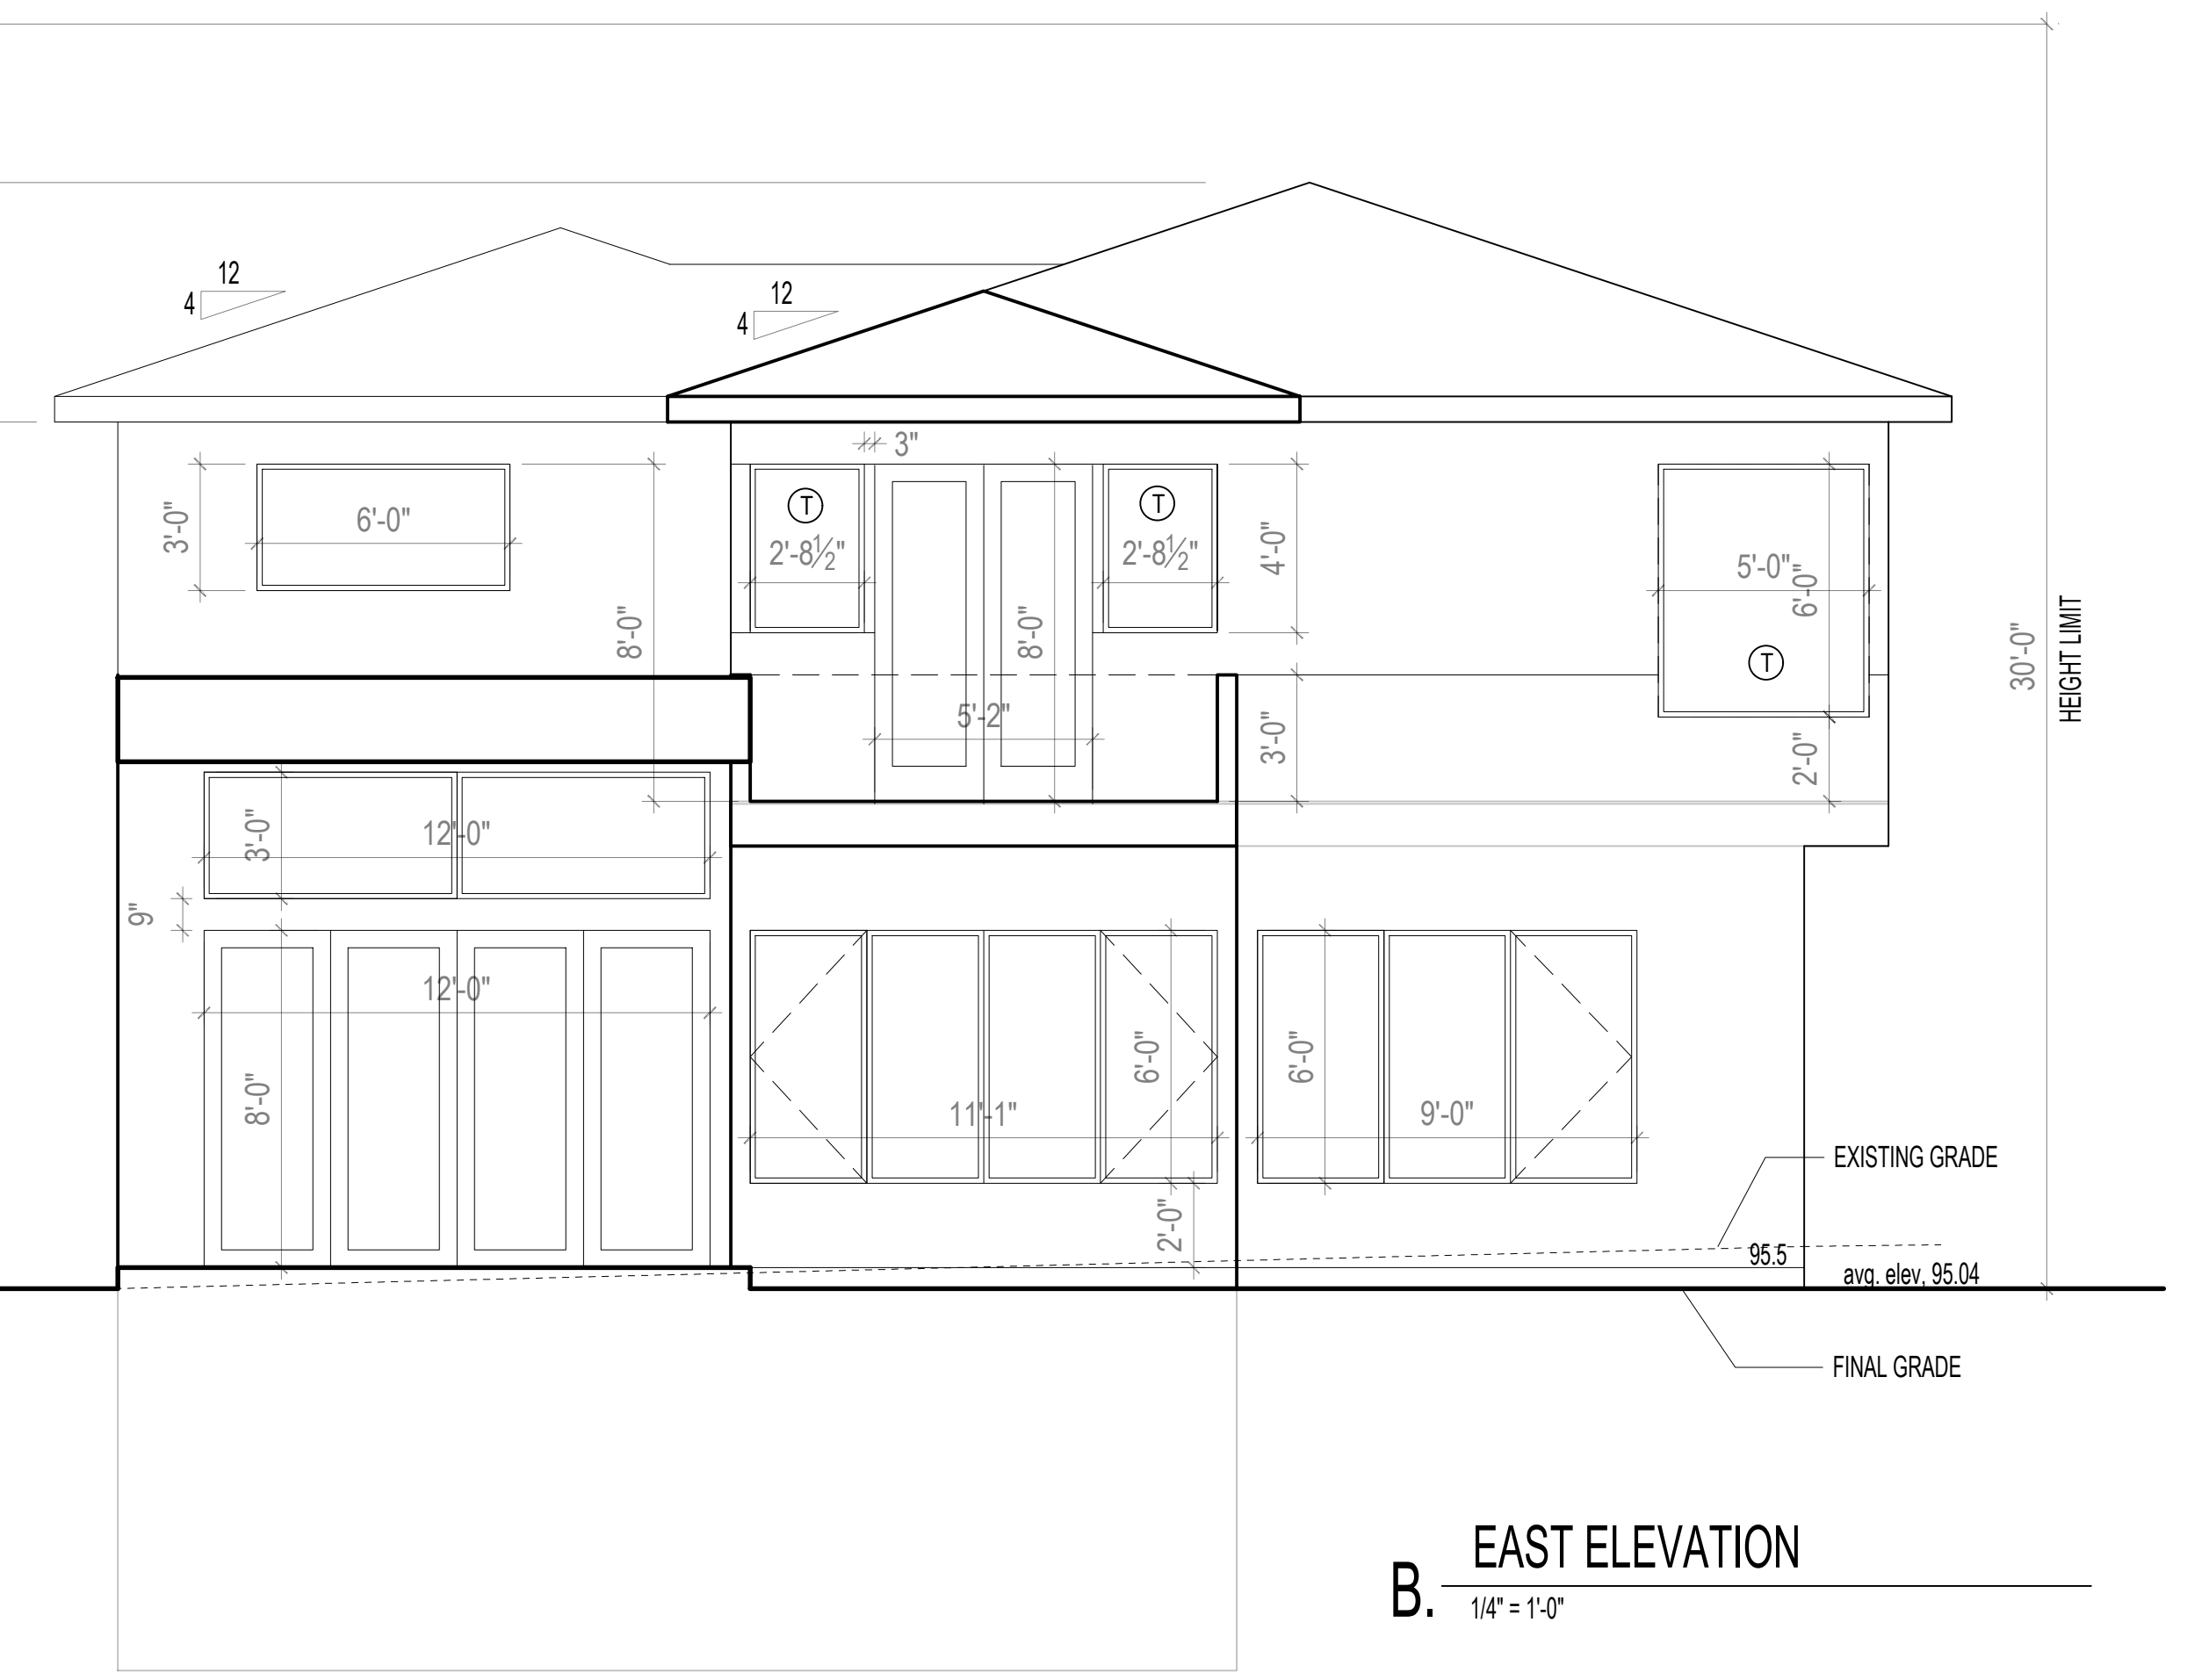 12
4
12
4
3"
3'-0"
6'-0"
T
2'-8½"
T
2'-8½"
4'-0"
5'-0"
6'-0"
T
8'-0"
8'-0"
30'-0"
HEIGHT LIMIT
5'-2"
3'-0"
2'-0"
3'-0"
12'-0"
9"
12'-0"
8'-0"
11'-1"
6'-0"
6'-0"
9'-0"
2'-0"
EXISTING GRADE
95.5
avg. elev, 95.04
FINAL GRADE
B.
EAST ELEVATION
1/4" = 1'-0"